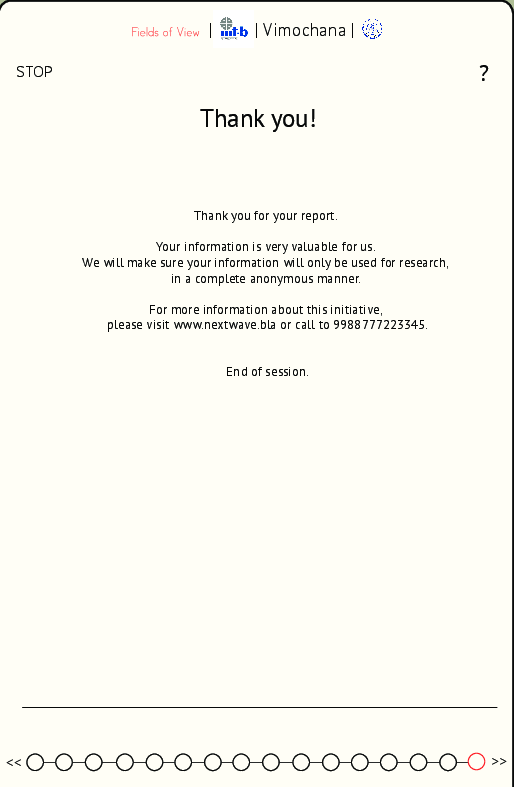 Fields of View | iiit-b | Vimochana |
STOP ?
Thank you!
Thank you for your report.
Your information is very valuable for us.
We will make sure your information will only be used for research,
in a complete anonymous manner.
For more information about this initiative,
please visit www.nextwave.bla or call to 9988777223345.
End of session.
<< >>